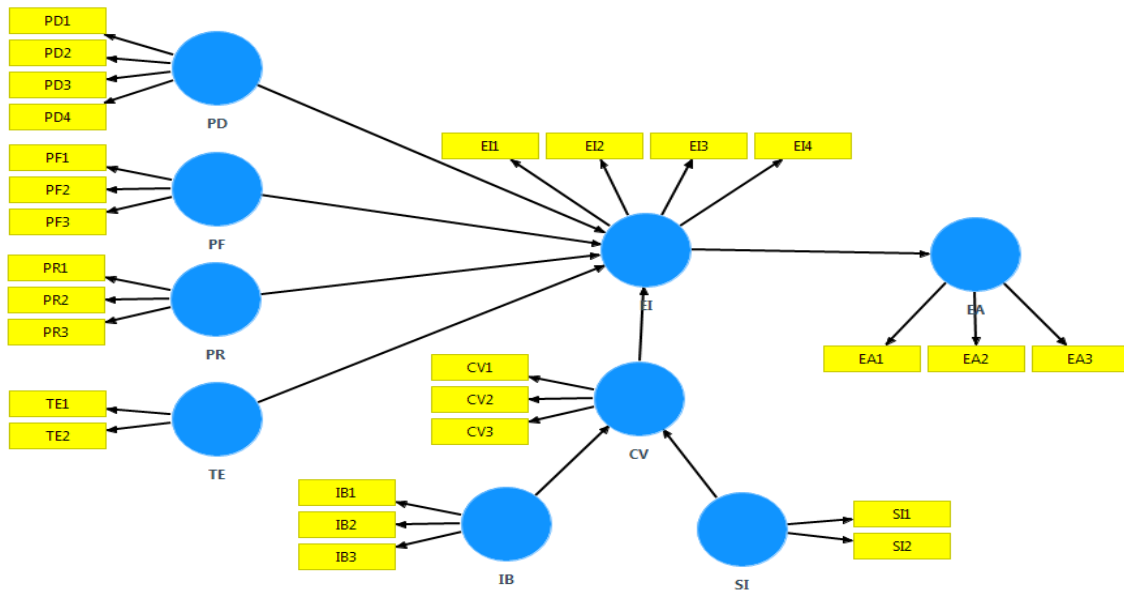 PD1
PD2
PD3
PD4
PD
PF1
PF2
PF3
PF
PR1
PR2
PR3
PR
TE1
TE2
TE
EI1
EI2
EI3
EI4
EI
EA
EA1
EA2
EA3
CV1
CV2
CV3
CV
IB1
IB2
IB3
IB
SI1
SI2
SI